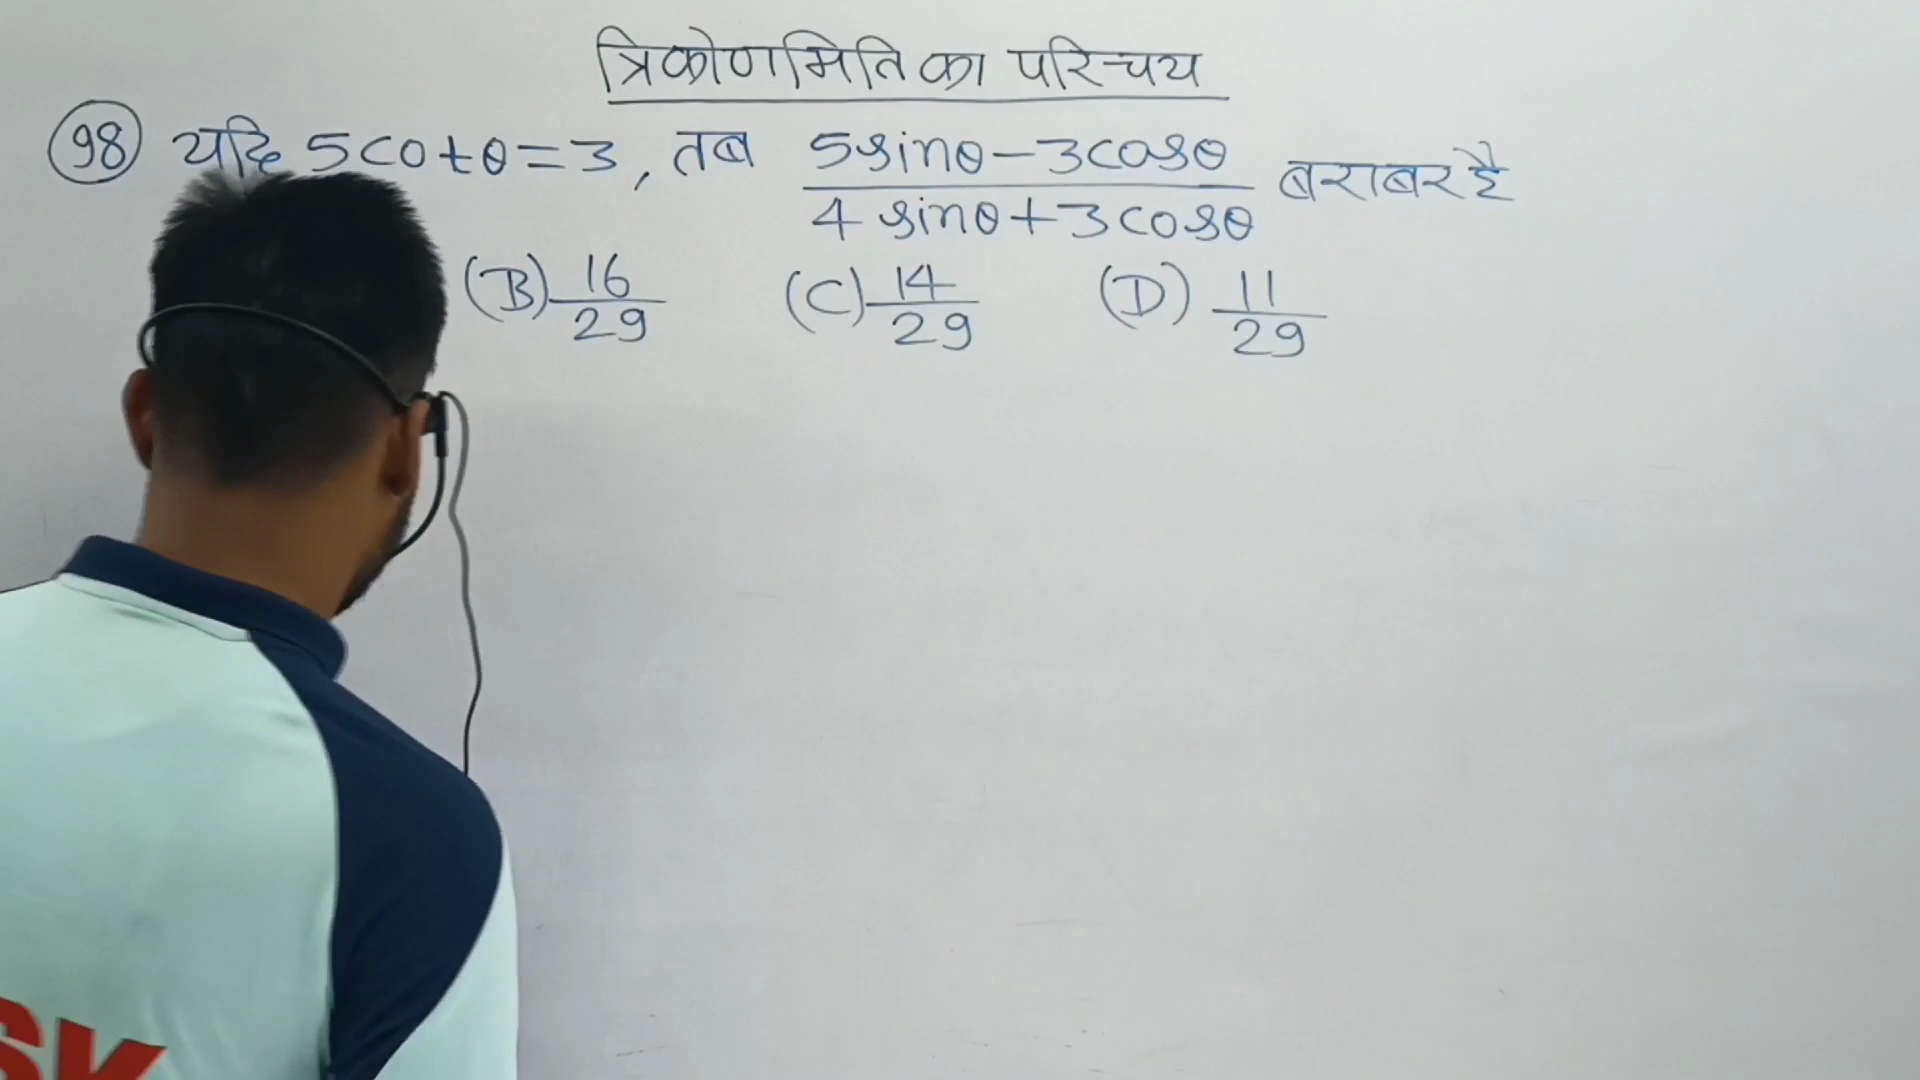 त्रिकोणमिति का परिचय
98 यदि 5cotθ=3, तब (5sinθ-3cosθ)/(4sinθ+3cosθ) बराबर है
(B) 16/29 (C) 14/29 (D) 11/29
SK